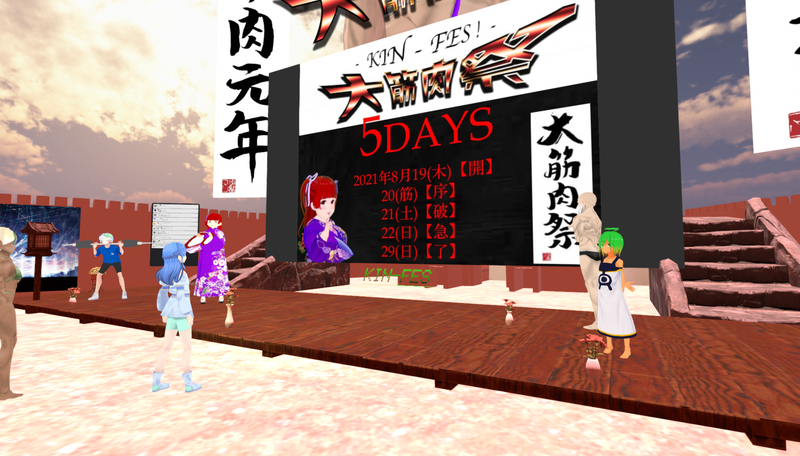 肉元年
- KIN - FES! -
大筋肉祭
5DAYS
2021年8月19(木)【開】
20(筋)【序】
21(土)【破】
22(日)【急】
29(日)【了】
大筋肉祭
KIN-FES